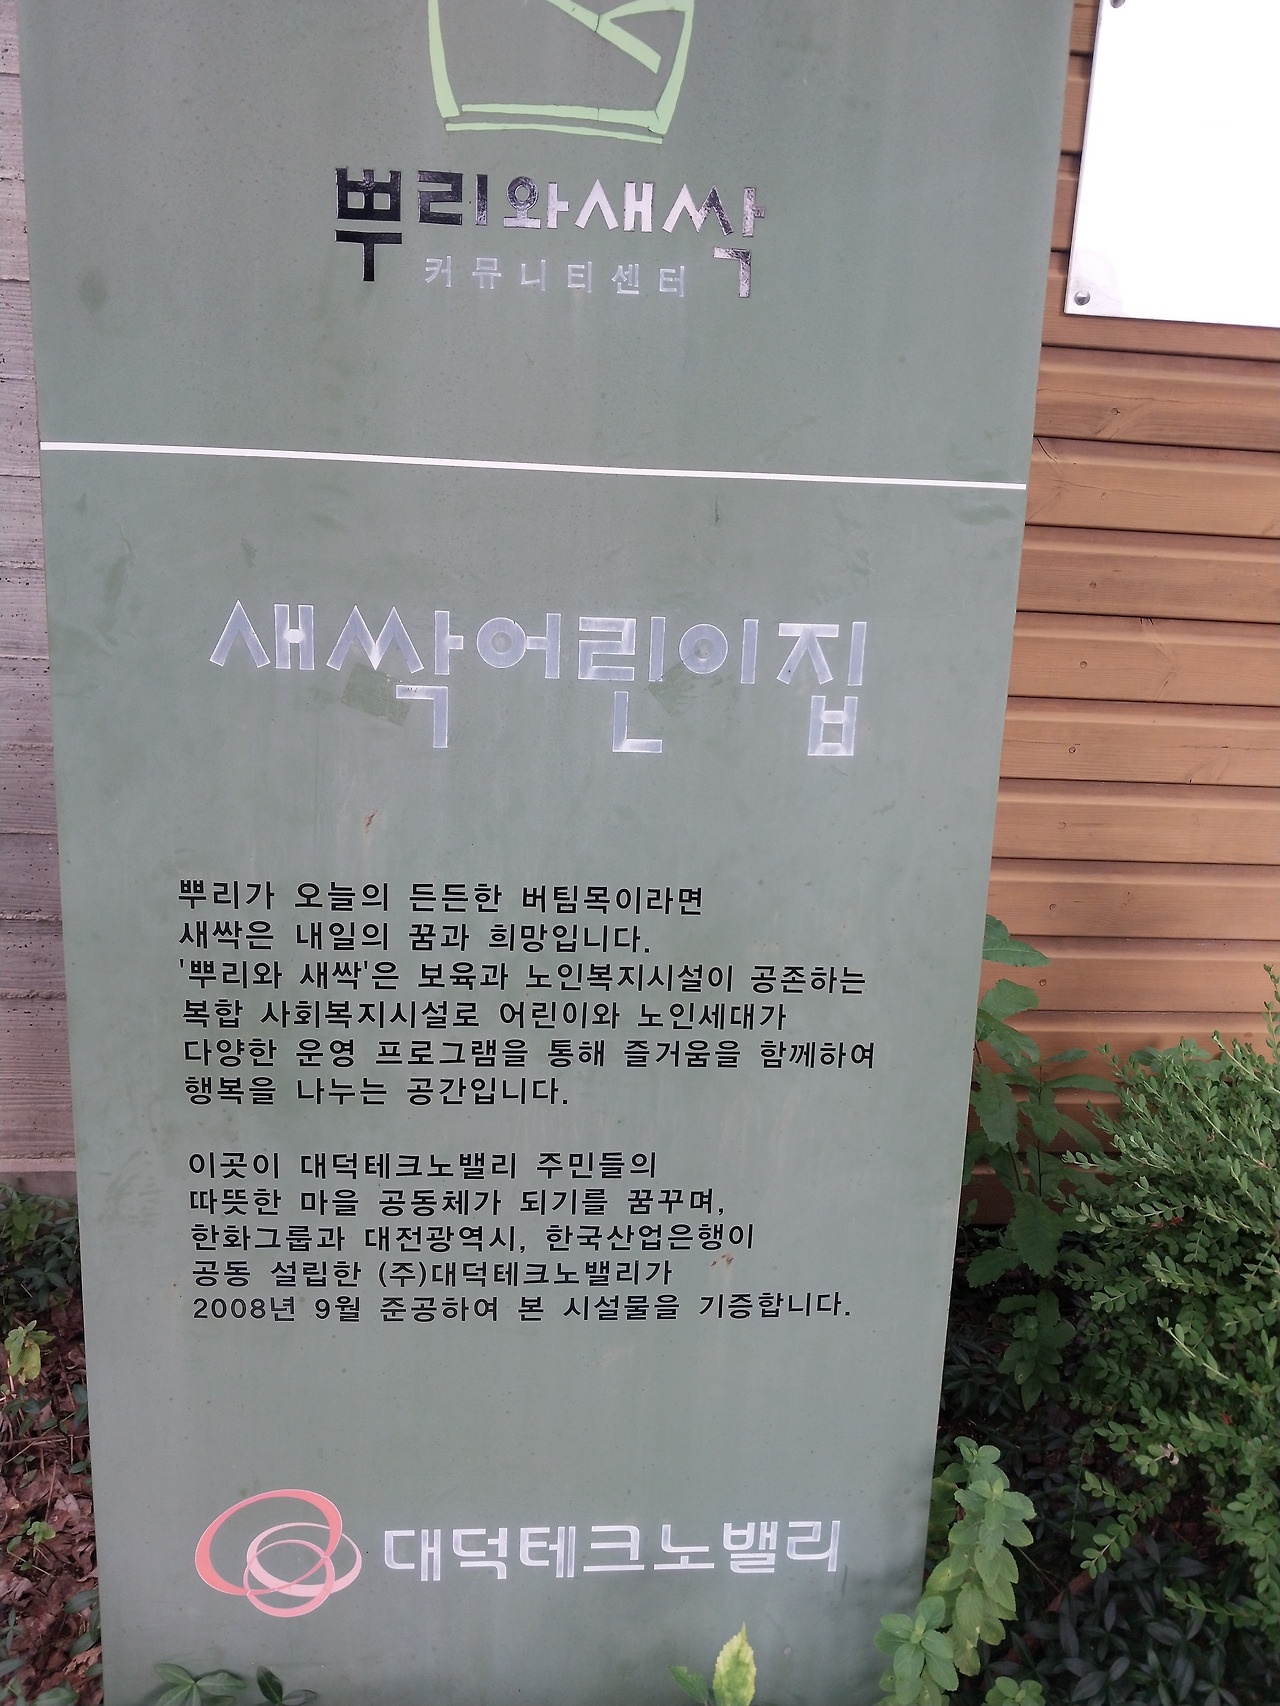 뿌리와새싹
커뮤니티센터
새싹어린이집
뿌리가 오늘의 든든한 버팀목이라면
새싹은 내일의 꿈과 희망입니다.
'뿌리와 새싹'은 보육과 노인복지시설이 공존하는
복합 사회복지시설로 어린이와 노인세대가
다양한 운영 프로그램을 통해 즐거움을 함께하여
행복을 나누는 공간입니다.
이곳이 대덕테크노밸리 주민들의
따뜻한 마을 공동체가 되기를 꿈꾸며,
한화그룹과 대전광역시, 한국산업은행이
공동 설립한 (주)대덕테크노밸리가
2008년 9월 준공하여 본 시설물을 기증합니다.
대덕테크노밸리